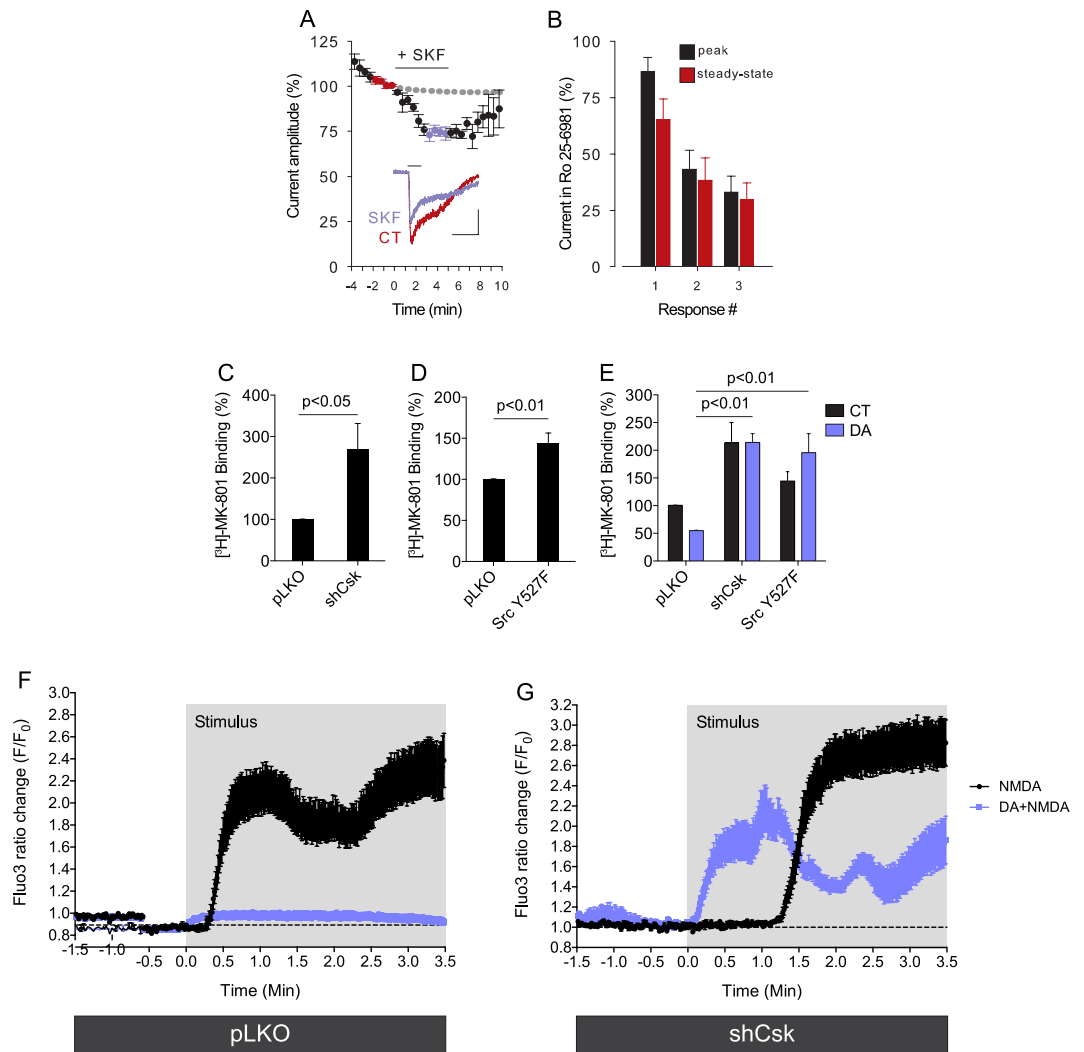 A
+ SKF
Current amplitude (%)
125
100
75
50
25
0
SKF
CT
-4 -2 0 2 4 6 8 10
Time (min)
B
peak
steady-state
Current in Ro 25-6981 (%)
100
75
50
25
0
1 2 3
Response #
C
p<0.05
[³H]-MK-801 Binding (%)
400
300
200
100
0
pLKO
shCsk
D
p<0.01
[³H]-MK-801 Binding (%)
150
100
50
0
pLKO
Src Y527F
E
p<0.01
p<0.01
CT
DA
[³H]-MK-801 Binding (%)
300
250
200
150
100
50
0
pLKO
shCsk
Src Y527F
F
Stimulus
Fluo3 ratio change (F/F₀)
3.0
2.8
2.6
2.4
2.2
2.0
1.8
1.6
1.4
1.2
1.0
0.8
-1.5 -1.0 -0.5 0.0 0.5 1.0 1.5 2.0 2.5 3.0 3.5
Time (Min)
pLKO
G
Stimulus
Fluo3 ratio change (F/F₀)
3.2
3.0
2.8
2.6
2.4
2.2
2.0
1.8
1.6
1.4
1.2
1.0
0.8
-1.5 -1.0 -0.5 0.0 0.5 1.0 1.5 2.0 2.5 3.0 3.5
Time (Min)
shCsk
NMDA
DA+NMDA